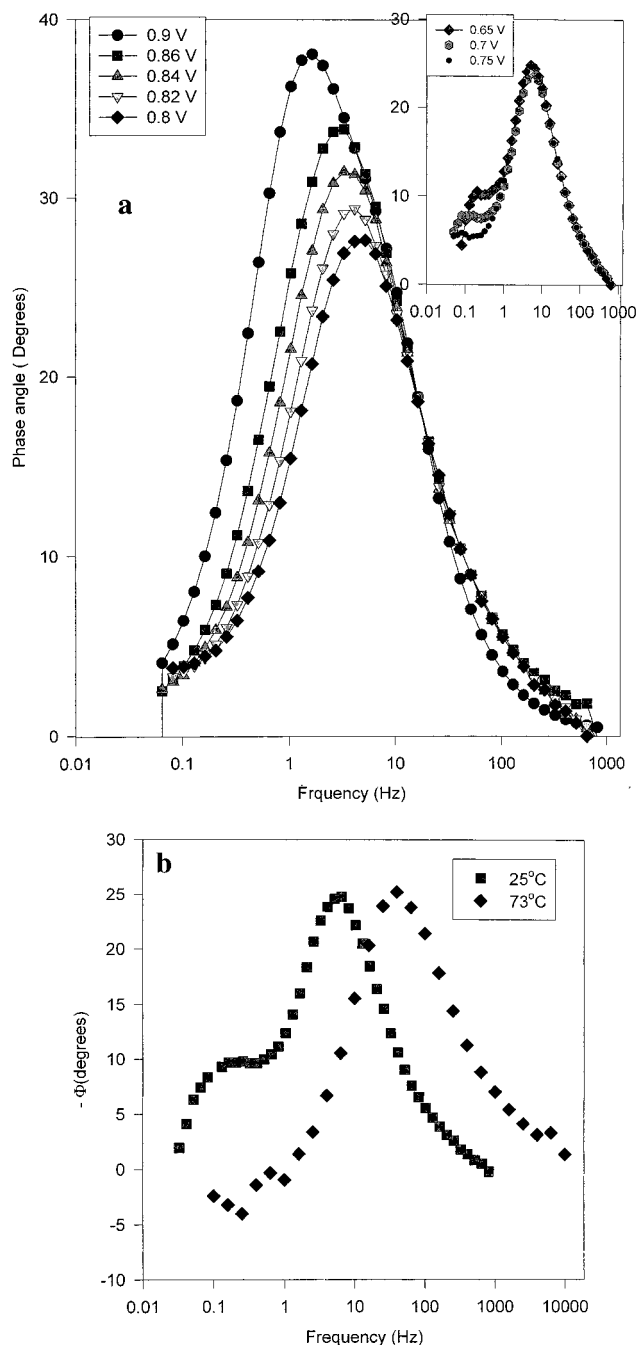 40
30
20
10
0
Phase angle ( Degrees)
0.01 0.1 1 10 100 1000
Frquency (Hz)
a
0.9 V
0.86 V
0.84 V
0.82 V
0.8 V
30
20
10
0
0.01 0.1 1 10 100 1000
0.65 V
0.7 V
0.75 V
b
30
25
20
15
10
5
0
-5
-10
- Φ(degrees)
25°C
73°C
0.01 0.1 1 10 100 1000 10000
Frequency (Hz)